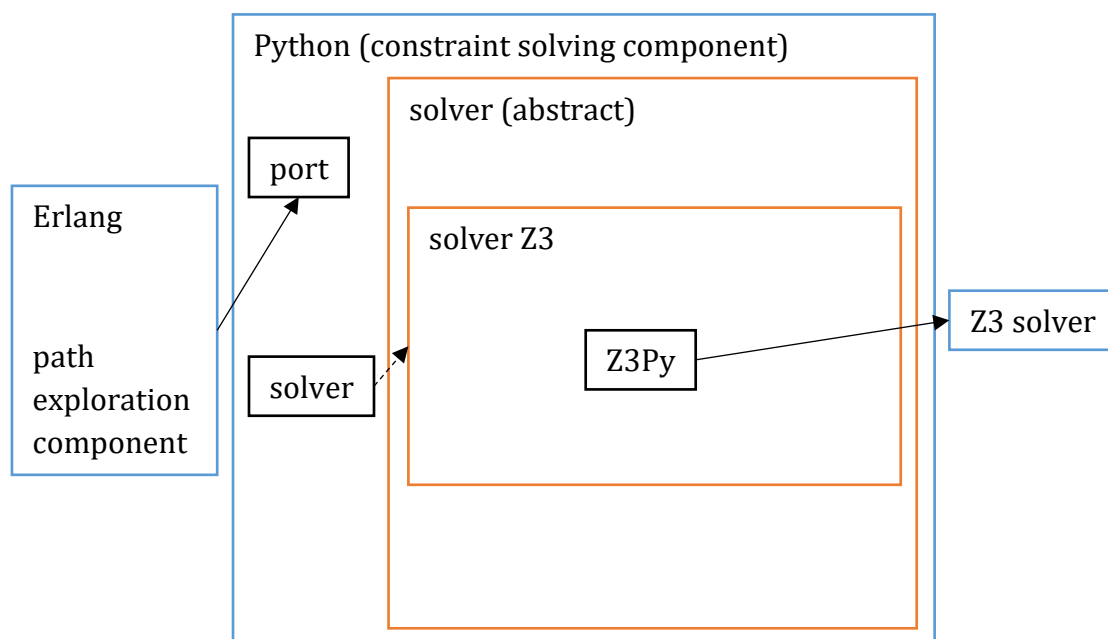 Python (constraint solving component)
solver (abstract)
port
Erlang
solver Z3
Z3 solver
path
exploration
component
solver
Z3Py